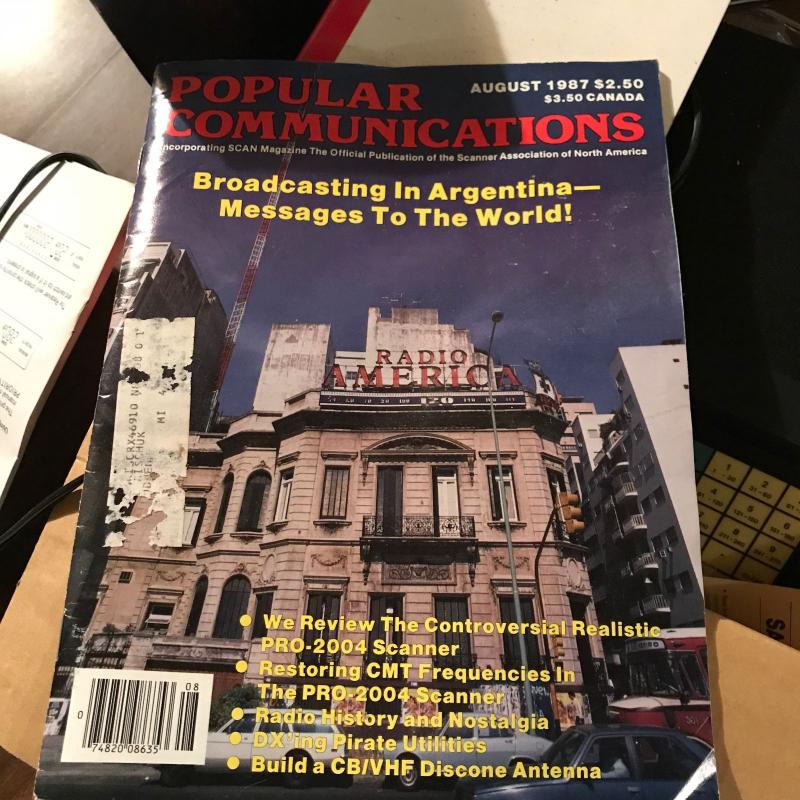 POPULAR
COMMUNICATIONS
AUGUST 1987 $2.50
$3.50 CANADA
Incorporating SCAN Magazine The Official Publication of the Scanner Association of North America
Broadcasting In Argentina—
Messages To The World!
RADIO
AMERICA
• We Review The Controversial Realistic
PRO-2004 Scanner
• Restoring CMT Frequencies In
The PRO-2004 Scanner
• Radio History and Nostalgia
• DX'ing Pirate Utilities
• Build a CB/VHF Discone Antenna
08
0 74820 08635